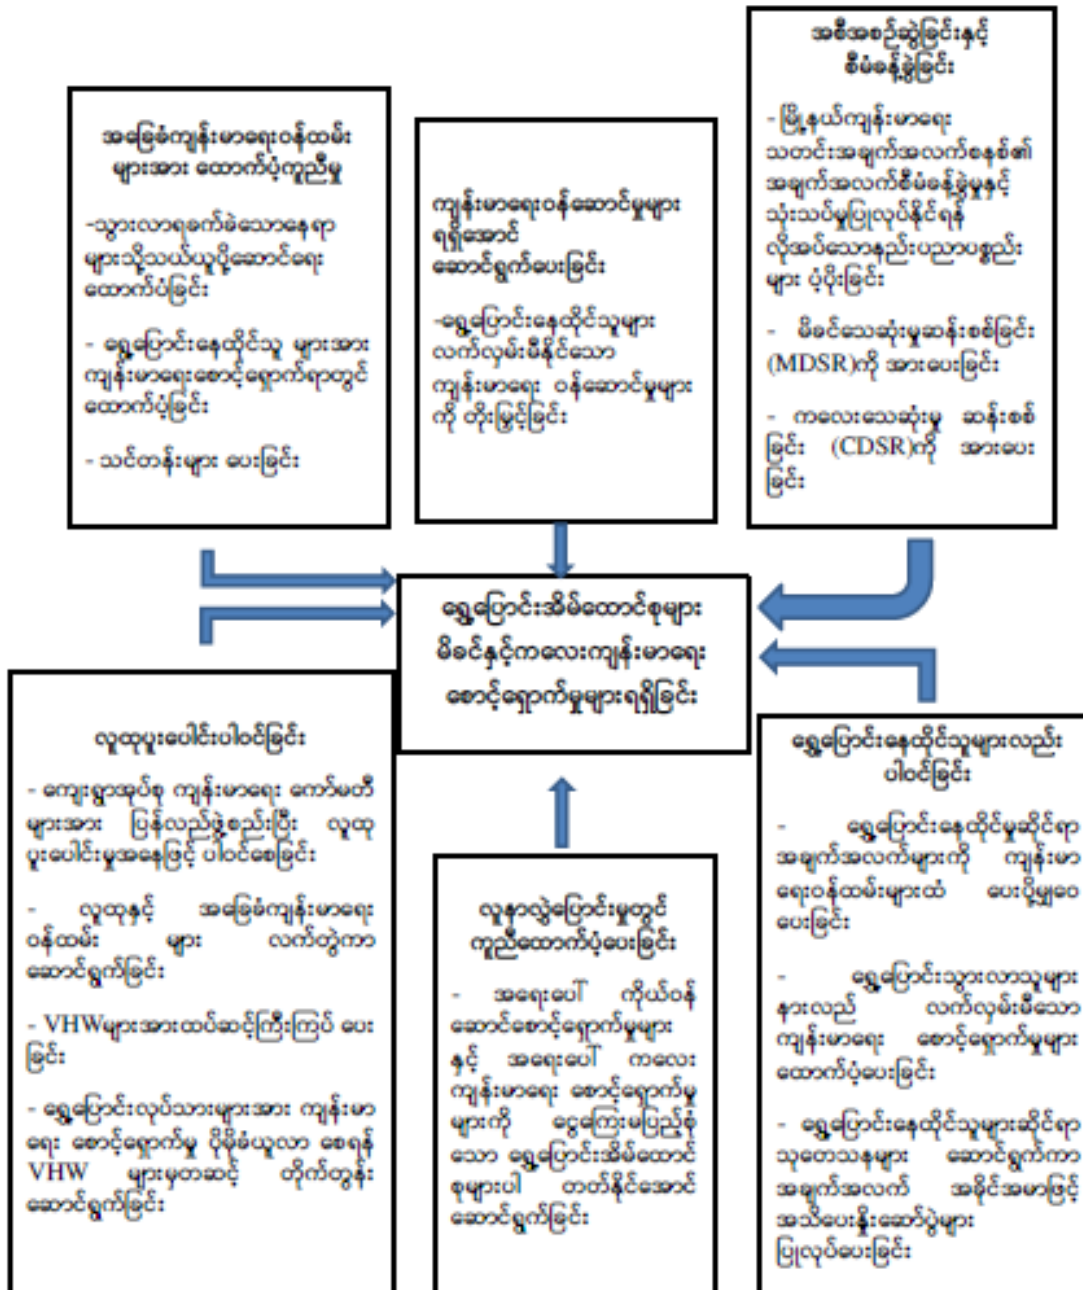 အခြေခံကျန်းမာရေးဝန်ထမ်း
များအား ထောက်ပံ့ကူညီမှု
-သွားလာရခက်ခဲသောနေရာ
များသို့သယ်ယူပို့ဆောင်ရေး
ထောက်ပံ့ခြင်း
- ရွှေ့ပြောင်းနေထိုင်သူ များအား
ကျန်းမာရေးစောင့်ရှောက်ရာတွင်
ထောက်ပံ့ခြင်း
- သင်တန်းများ ပေးခြင်း
ကျန်းမာရေးဝန်ဆောင်မှုများ
ရရှိအောင်
ဆောင်ရွက်ပေးခြင်း
-ရွှေ့ပြောင်းနေထိုင်သူများ
လက်လှမ်းမီနိုင်သော
ကျန်းမာရေး ဝန်ဆောင်မှုများ
ကို တိုးမြှင့်ခြင်း
အစီအစဉ်ဆွဲခြင်းနှင့်
စီမံခန့်ခွဲခြင်း
- မြို့နယ်ကျန်းမာရေး
သတင်းအချက်အလက်စနစ်၏
အချက်အလက်စီမံခန့်ခွဲမှုနှင့်
သုံးသပ်မှုပြုလုပ်နိုင်ရန်
လိုအပ်သောနည်းပညာပစ္စည်း
များ ပံ့ပိုးခြင်း
- မိခင်သေဆုံးမှုဆန်းစစ်ခြင်း
(MDSR)ကို အားပေးခြင်း
- ကလေးသေဆုံးမှု ဆန်းစစ်
ခြင်း (CDSR)ကို အားပေး
ခြင်း
ရွှေ့ပြောင်းအိမ်ထောင်စုများ
မိခင်နှင့်ကလေးကျန်းမာရေး
စောင့်ရှောက်မှုများရရှိခြင်း
လူထုပူးပေါင်းပါဝင်ခြင်း
- ကျေးရွာအုပ်စု ကျန်းမာရေး ကော်မတီ
များအား ပြန်လည်ဖွဲ့စည်းပြီး လူထု
ပူးပေါင်းမှုအနေဖြင့် ပါဝင်စေခြင်း
- လူထုနှင့် အခြေခံကျန်းမာရေး
ဝန်ထမ်း များ လက်တွဲကာ
ဆောင်ရွက်ခြင်း
- VHWများအားထပ်ဆင့်ကြီးကြပ် ပေး
ခြင်း
- ရွှေ့ပြောင်းလုပ်သားများအား ကျန်းမာ
ရေး စောင့်ရှောက်မှု ပိုမိုခံယူလာ စေရန်
VHW များမှတဆင့် တိုက်တွန်း
ဆောင်ရွက်ခြင်း
လူနာလွှဲပြောင်းမှုတွင်
ကူညီထောက်ပံ့ပေးခြင်း
- အရေးပေါ် ကိုယ်ဝန်
ဆောင်စောင့်ရှောက်မှုများ
နှင့် အရေးပေါ် ကလေး
ကျန်းမာရေး စောင့်ရှောက်မှု
များကို ငွေကြေးမပြည့်စုံ
သော ရွှေ့ပြောင်းအိမ်ထောင်
စုများပါ တတ်နိုင်အောင်
ဆောင်ရွက်ခြင်း
ရွှေ့ပြောင်းနေထိုင်သူများလည်း
ပါဝင်ခြင်း
- ရွှေ့ပြောင်းနေထိုင်မှုဆိုင်ရာ
အချက်အလက်များကို ကျန်းမာ
ရေးဝန်ထမ်းများထံ ပေးပို့မျှဝေ
ပေးခြင်း
- ရွှေ့ပြောင်းသွားလာသူများ
နားလည် လက်လှမ်းမီသော
ကျန်းမာရေး စောင့်ရှောက်မှုများ
ထောက်ပံ့ပေးခြင်း
- ရွှေ့ပြောင်းနေထိုင်သူများဆိုင်ရာ
သုတေသနများ ဆောင်ရွက်ကာ
အချက်အလက် အခိုင်အမာဖြင့်
အသိပေးနှိုးဆော်ပွဲများ
ပြုလုပ်ပေးခြင်း